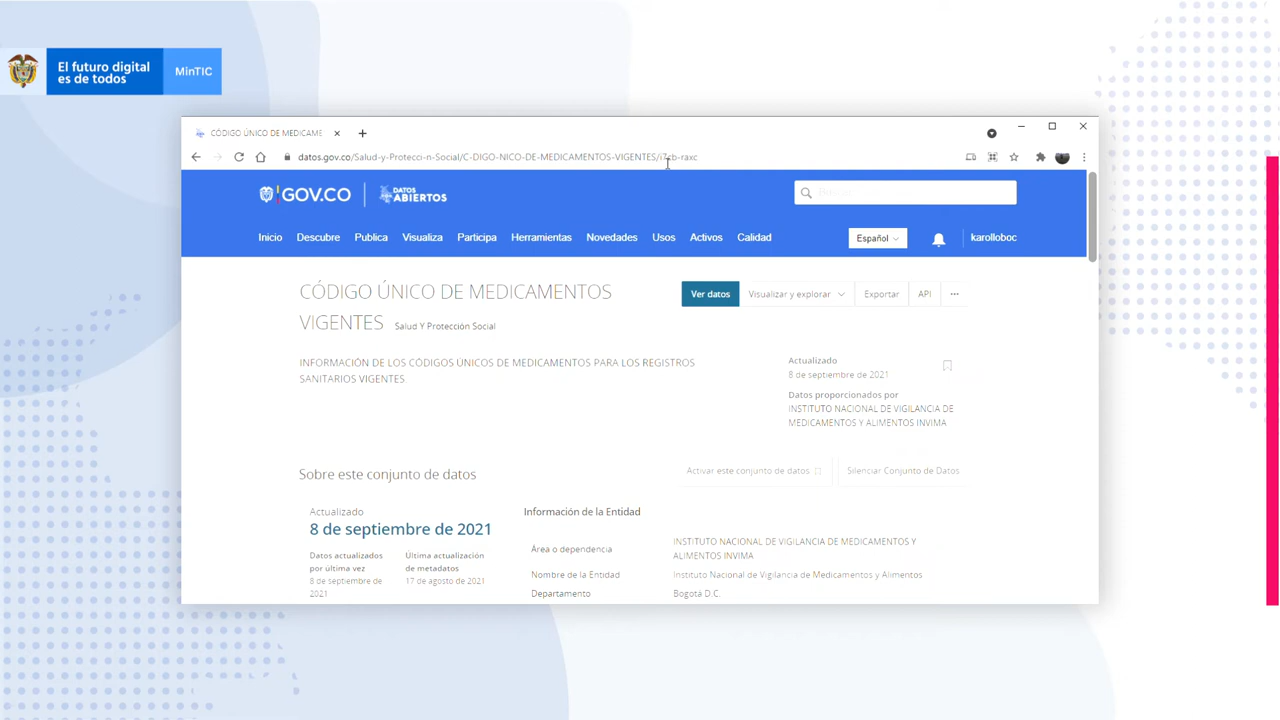 El futuro digital
es de todos
MinTIC
CÓDIGO ÚNICO DE MEDICAME
datos.gov.co/Salud-y-Protecci-n-Social/C-DIGO-NICO-DE-MEDICAMENTOS-VIGENTES/
GOV.CO
DATOS
ABIERTOS
Buscar
Inicio Descubre Publica Visualiza Participa Herramientas Novedades Usos Activos Calidad Español karolloboc
CÓDIGO ÚNICO DE MEDICAMENTOS
VIGENTES Salud Y Protección Social
Ver datos Visualizar y explorar Exportar API ...
INFORMACIÓN DE LOS CÓDIGOS ÚNICOS DE MEDICAMENTOS PARA LOS REGISTROS
SANITARIOS VIGENTES
Actualizado
8 de septiembre de 2021
Datos proporcionados por
INSTITUTO NACIONAL DE VIGILANCIA DE
MEDICAMENTOS Y ALIMENTOS INVIMA
Sobre este conjunto de datos
Activar este conjunto de datos Silenciar Conjunto de Datos
Actualizado
8 de septiembre de 2021
Datos actualizados
por última vez
8 de septiembre de
2021
Última actualización
de metadatos
17 de agosto de 2021
Información de la Entidad
Área o dependencia INSTITUTO NACIONAL DE VIGILANCIA DE MEDICAMENTOS Y
ALIMENTOS INVIMA
Nombre de la Entidad Instituto Nacional de Vigilancia de Medicamentos y Alimentos
Departamento Bogotá D.C.